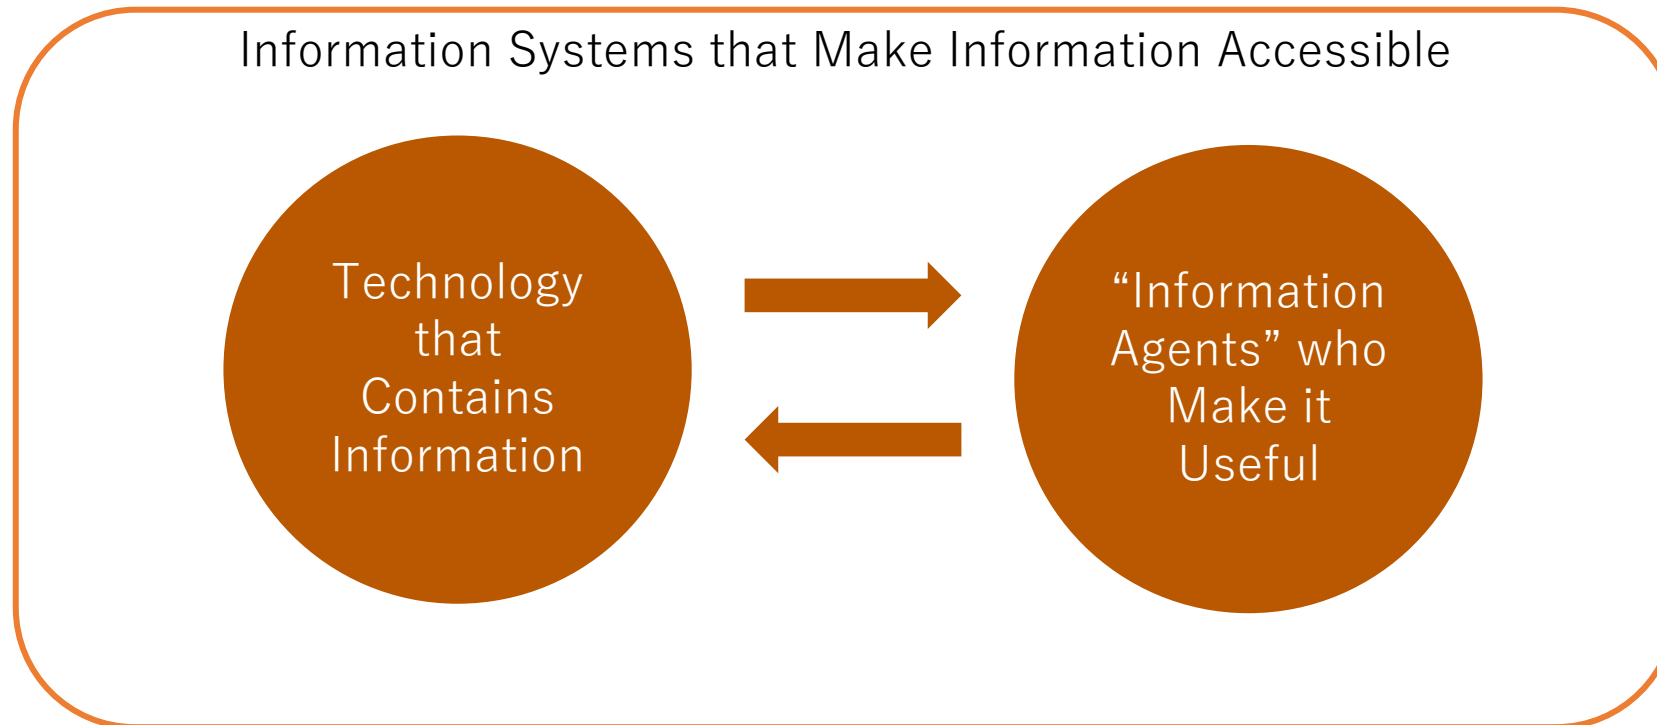 Information Systems that Make Information Accessible
Technology
that
Contains
Information
“Information
Agents” who
Make it
Useful